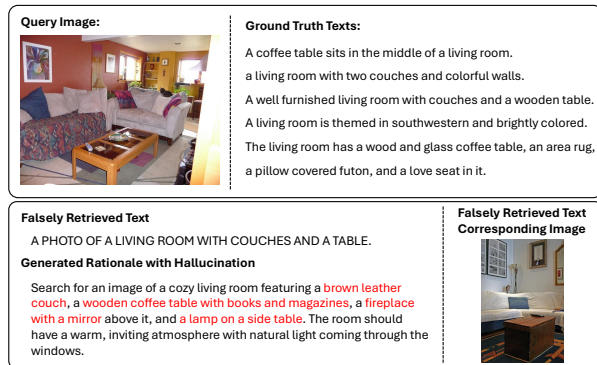 Query Image:
Ground Truth Texts:
A coffee table sits in the middle of a living room.
a living room with two couches and colorful walls.
A well furnished living room with couches and a wooden table.
A living room is themed in southwestern and brightly colored.
The living room has a wood and glass coffee table, an area rug,
a pillow covered futon, and a love seat in it.
Falsely Retrieved Text
A PHOTO OF A LIVING ROOM WITH COUCHES AND A TABLE.
Generated Rationale with Hallucination
Search for an image of a cozy living room featuring a brown leather
couch, a wooden coffee table with books and magazines, a fireplace
with a mirror above it, and a lamp on a side table. The room should
have a warm, inviting atmosphere with natural light coming through the
windows.
Falsely Retrieved Text
Corresponding Image